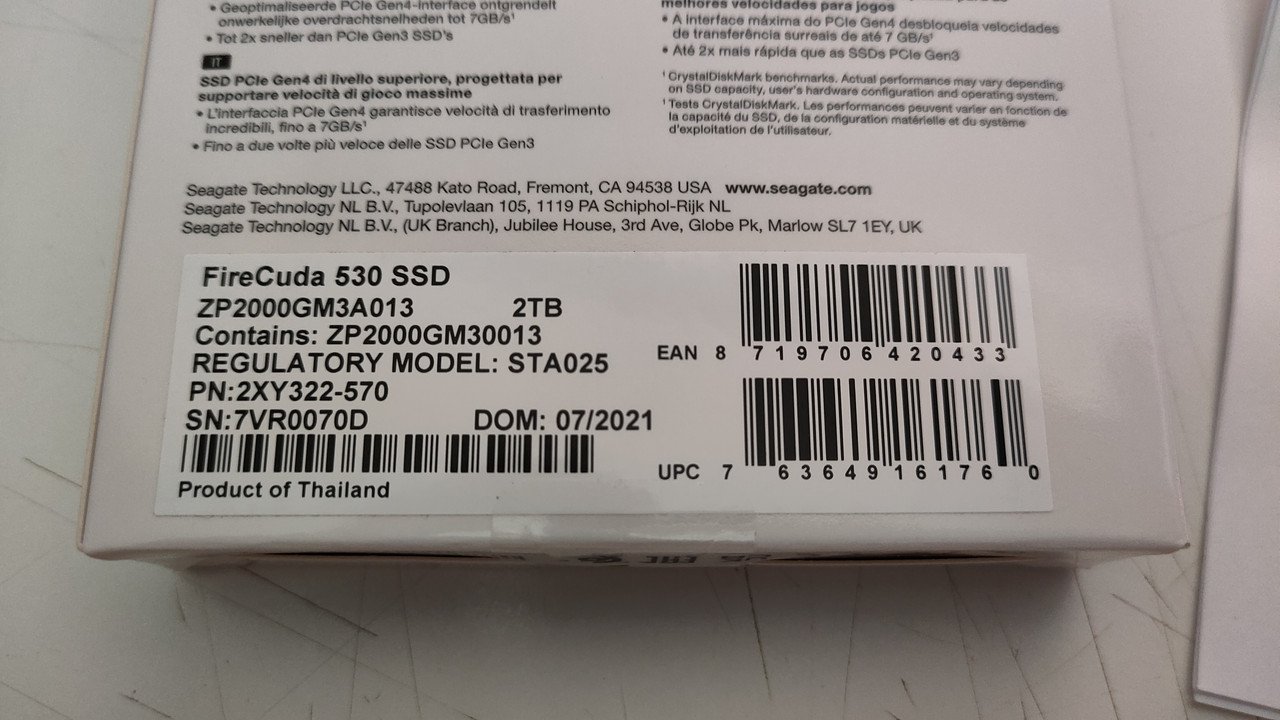 • Geoptimaliseerde PCIe Gen4-interface ontgrendelt
onwerkelijke overdrachtsnelheden tot 7GB/s¹
• Tot 2x sneller dan PCIe Gen3 SSD's
IT
SSD PCIe Gen4 di livello superiore, progettata per
supportare velocità di gioco massime
• L'interfaccia PCIe Gen4 garantisce velocità di trasferimento
incredibili, fino a 7GB/s¹
• Fino a due volte più veloce delle SSD PCIe Gen3
melhores velocidades para jogos
• A interface máxima do PCIe Gen4 desbloqueia velocidades
de transferência surreais de até 7 GB/s¹
• Até 2x mais rápida que as SSDs PCIe Gen3
¹ CrystalDiskMark benchmarks. Actual performance may vary depending
on SSD capacity, user's hardware configuration and operating system.
¹ Tests CrystalDiskMark. Les performances peuvent varier en fonction de
la capacité du SSD, de la configuration matérielle et du système
d'exploitation de l'utilisateur.
Seagate Technology LLC., 47488 Kato Road, Fremont, CA 94538 USA www.seagate.com
Seagate Technology NL B.V., Tupolevlaan 105, 1119 PA Schiphol-Rijk NL
Seagate Technology NL B.V., (UK Branch), Jubilee House, 3rd Ave, Globe Pk, Marlow SL7 1EY, UK
FireCuda 530 SSD
ZP2000GM3A013 2TB
Contains: ZP2000GM30013
REGULATORY MODEL: STA025
PN:2XY322-570
SN:7VR0070D DOM: 07/2021
Product of Thailand
EAN 8 719706 420433
UPC 7 63649 16176 0